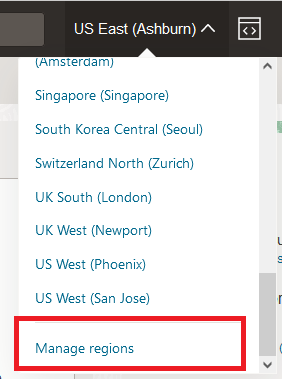 US East (Ashburn)
(Amsterdam)
Singapore (Singapore)
South Korea Central (Seoul)
Switzerland North (Zurich)
UK South (London)
UK West (Newport)
US West (Phoenix)
US West (San Jose)
Manage regions